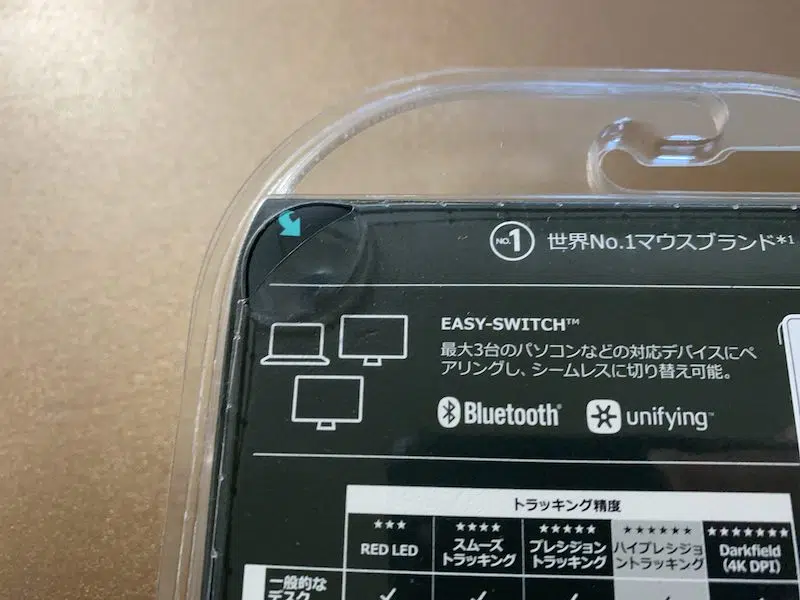 NO.1 世界No.1マウスブランド*1
EASY-SWITCH™
最大3台のパソコンなどの対応デバイスにペ
アリングし、シームレスに切り替え可能。
Bluetooth® unifying™
トラッキング精度
★★★ ★★★★ ★★★★★ ★★★★★★ ★★★★★★★
RED LED スムーズ プレシジョン ハイプレシジョ Darkfield
トラッキング トラッキング ントラッキング (4K DPI)
一般的な
デスク